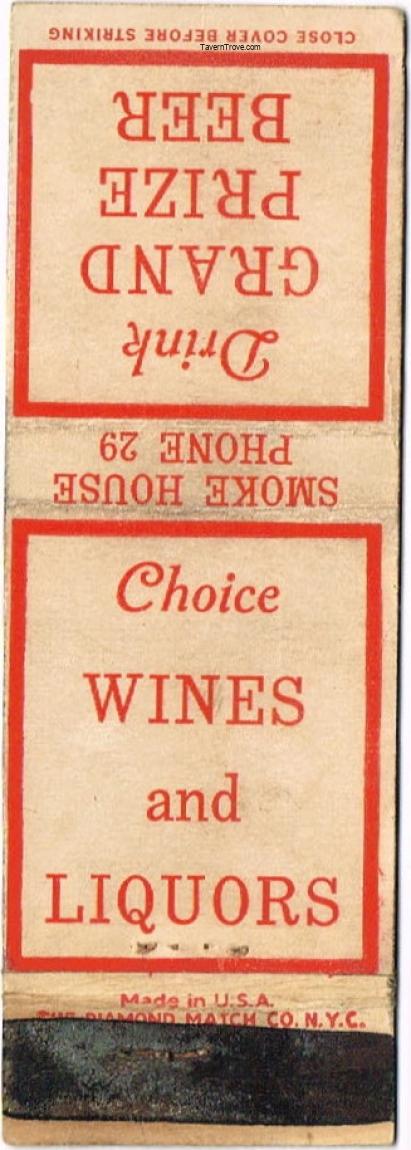 CLOSE COVER BEFORE STRIKING
TavernTrove.com
Drink
GRAND
PRIZE
BEER
SMOKE HOUSE
PHONE 29
Choice
WINES
and
LIQUORS
Made in U.S.A.
THE DIAMOND MATCH CO. N.Y.C.